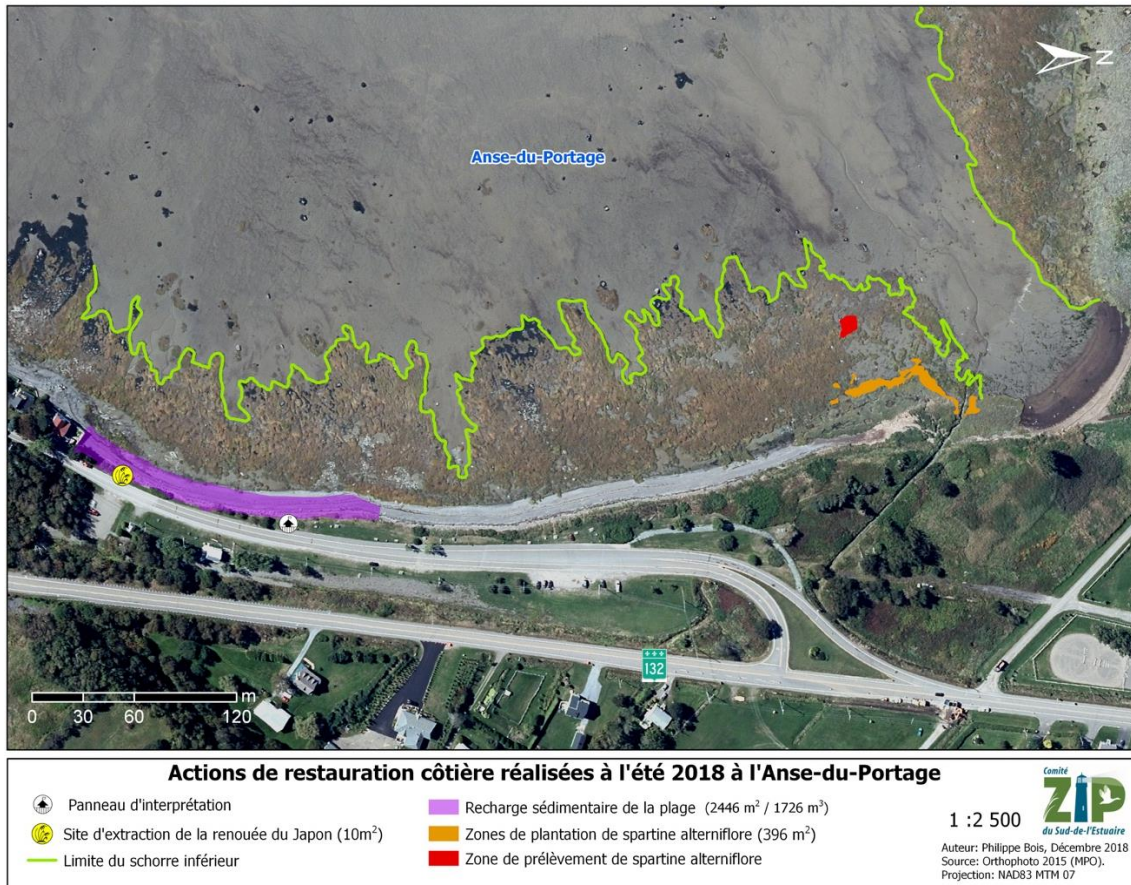 N
Anse-du-Portage
132
m
0 30 60 120
Actions de restauration côtière réalisées à l'été 2018 à l'Anse-du-Portage
Panneau d'interprétation
Site d'extraction de la renouée du Japon (10m²)
Limite du schorre inférieur
Recharge sédimentaire de la plage (2446 m² / 1726 m³)
Zones de plantation de spartine alterniflore (396 m²)
Zone de prélèvement de spartine alterniflore
1 :2 500
Comité
ZIP
du Sud-de-l'Estuaire
Auteur: Philippe Bois, Décembre 2018
Source: Orthophoto 2015 (MPO).
Projection: NAD83 MTM 07